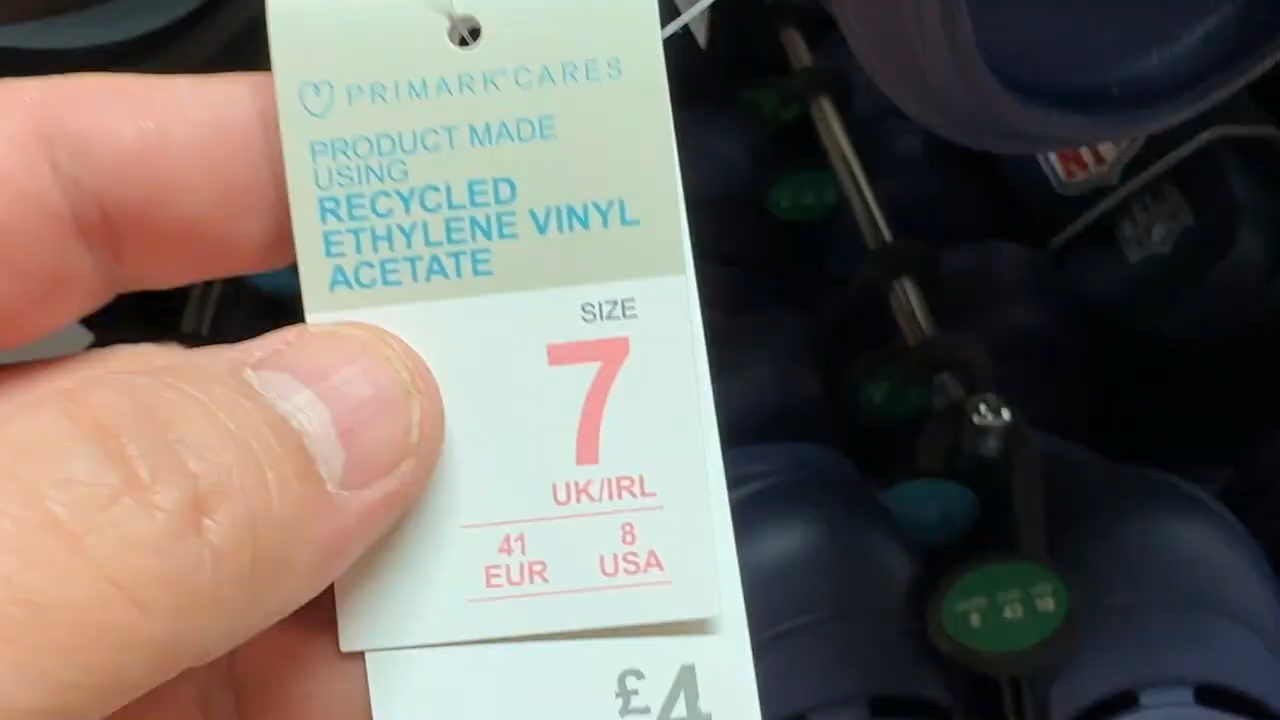 PRIMARK CARES
PRODUCT MADE
USING
RECYCLED
ETHYLENE VINYL
ACETATE
SIZE
7
UK/IRL
41 8
EUR USA
£4